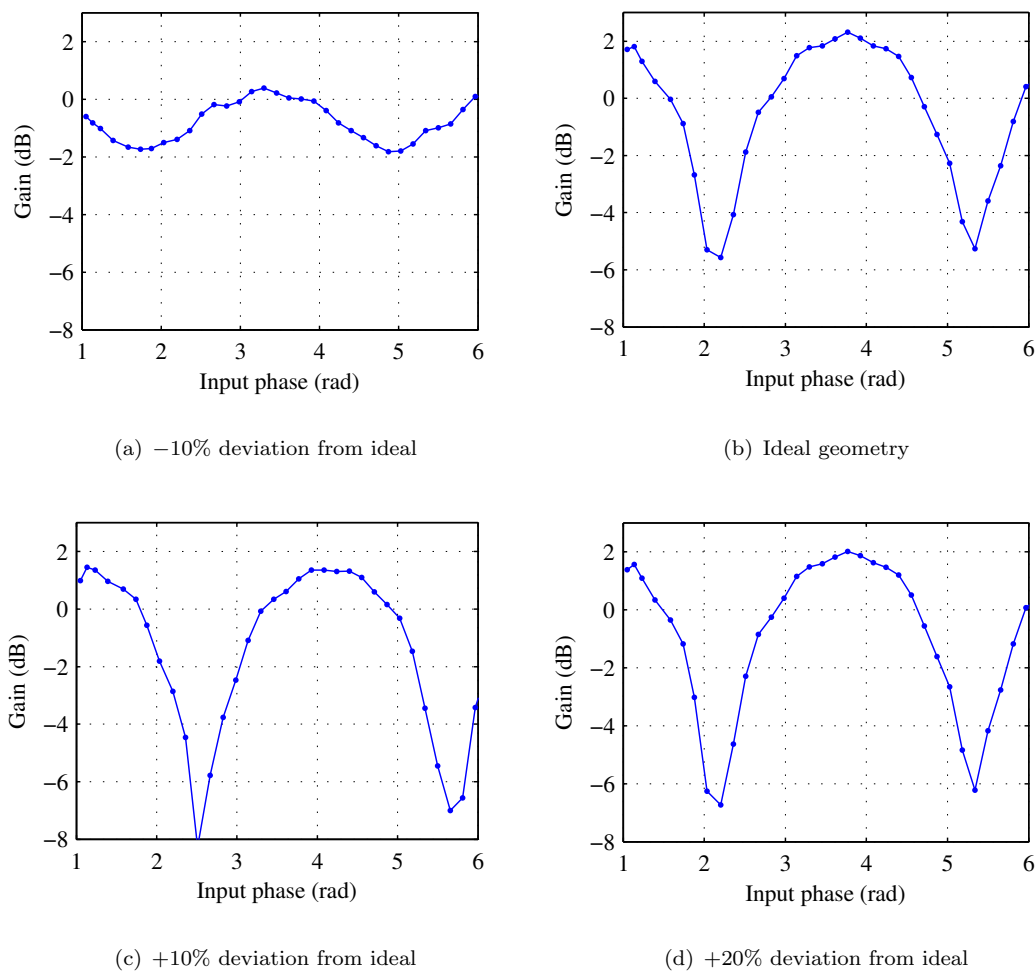 2
0
−2
−4
−6
−8
Gain (dB)
1 2 3 4 5 6
Input phase (rad)
(a) −10% deviation from ideal
2
0
−2
−4
−6
−8
Gain (dB)
1 2 3 4 5 6
Input phase (rad)
(b) Ideal geometry
2
0
−2
−4
−6
−8
Gain (dB)
1 2 3 4 5 6
Input phase (rad)
(c) +10% deviation from ideal
2
0
−2
−4
−6
−8
Gain (dB)
1 2 3 4 5 6
Input phase (rad)
(d) +20% deviation from ideal